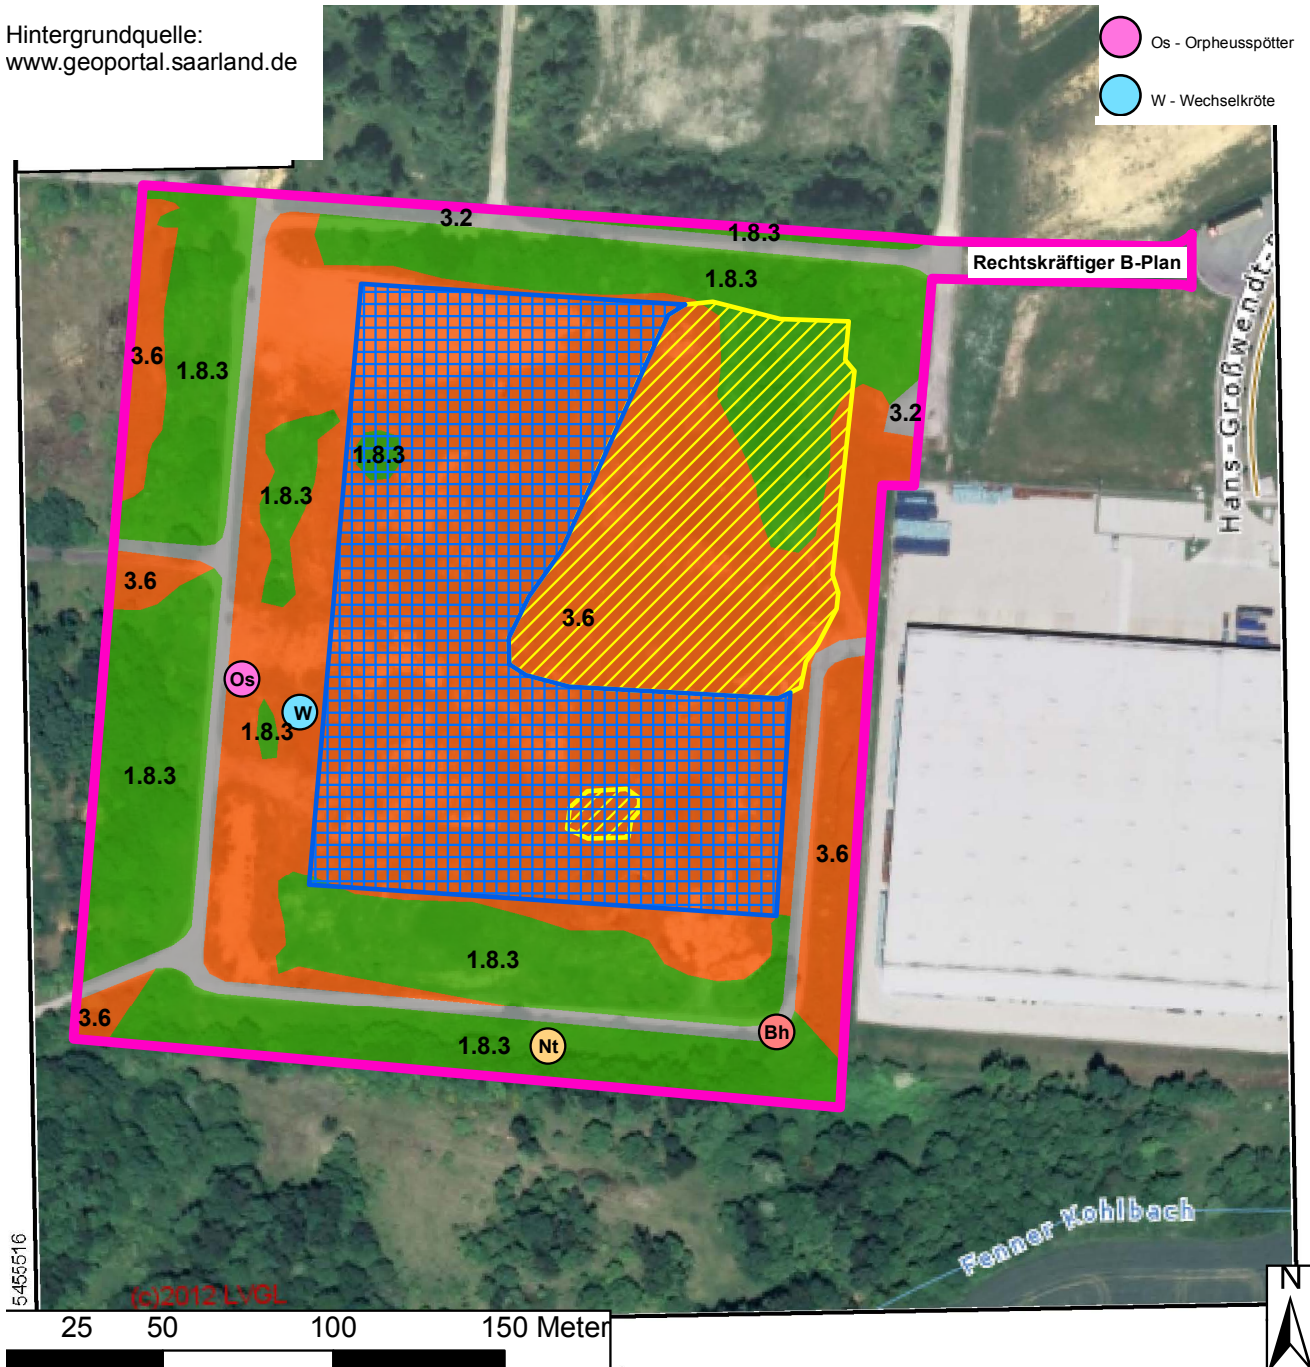 Hintergrundquelle:
www.geoportal.saarland.de
Os - Orpheusspötter
W - Wechselkröte
3.2
1.8.3
Rechtskräftiger B-Plan
1.8.3
3.6
1.8.3
3.2
1.8.3
1.8.3
Hans-Großwendt-
3.6
3.6
Os
W
1.8.3
1.8.3
3.6
1.8.3
3.6
1.8.3
Nt
Bh
Fenner Kohlbach
5455516
(c)2012 LVGL
N
25 50 100 150 Meter